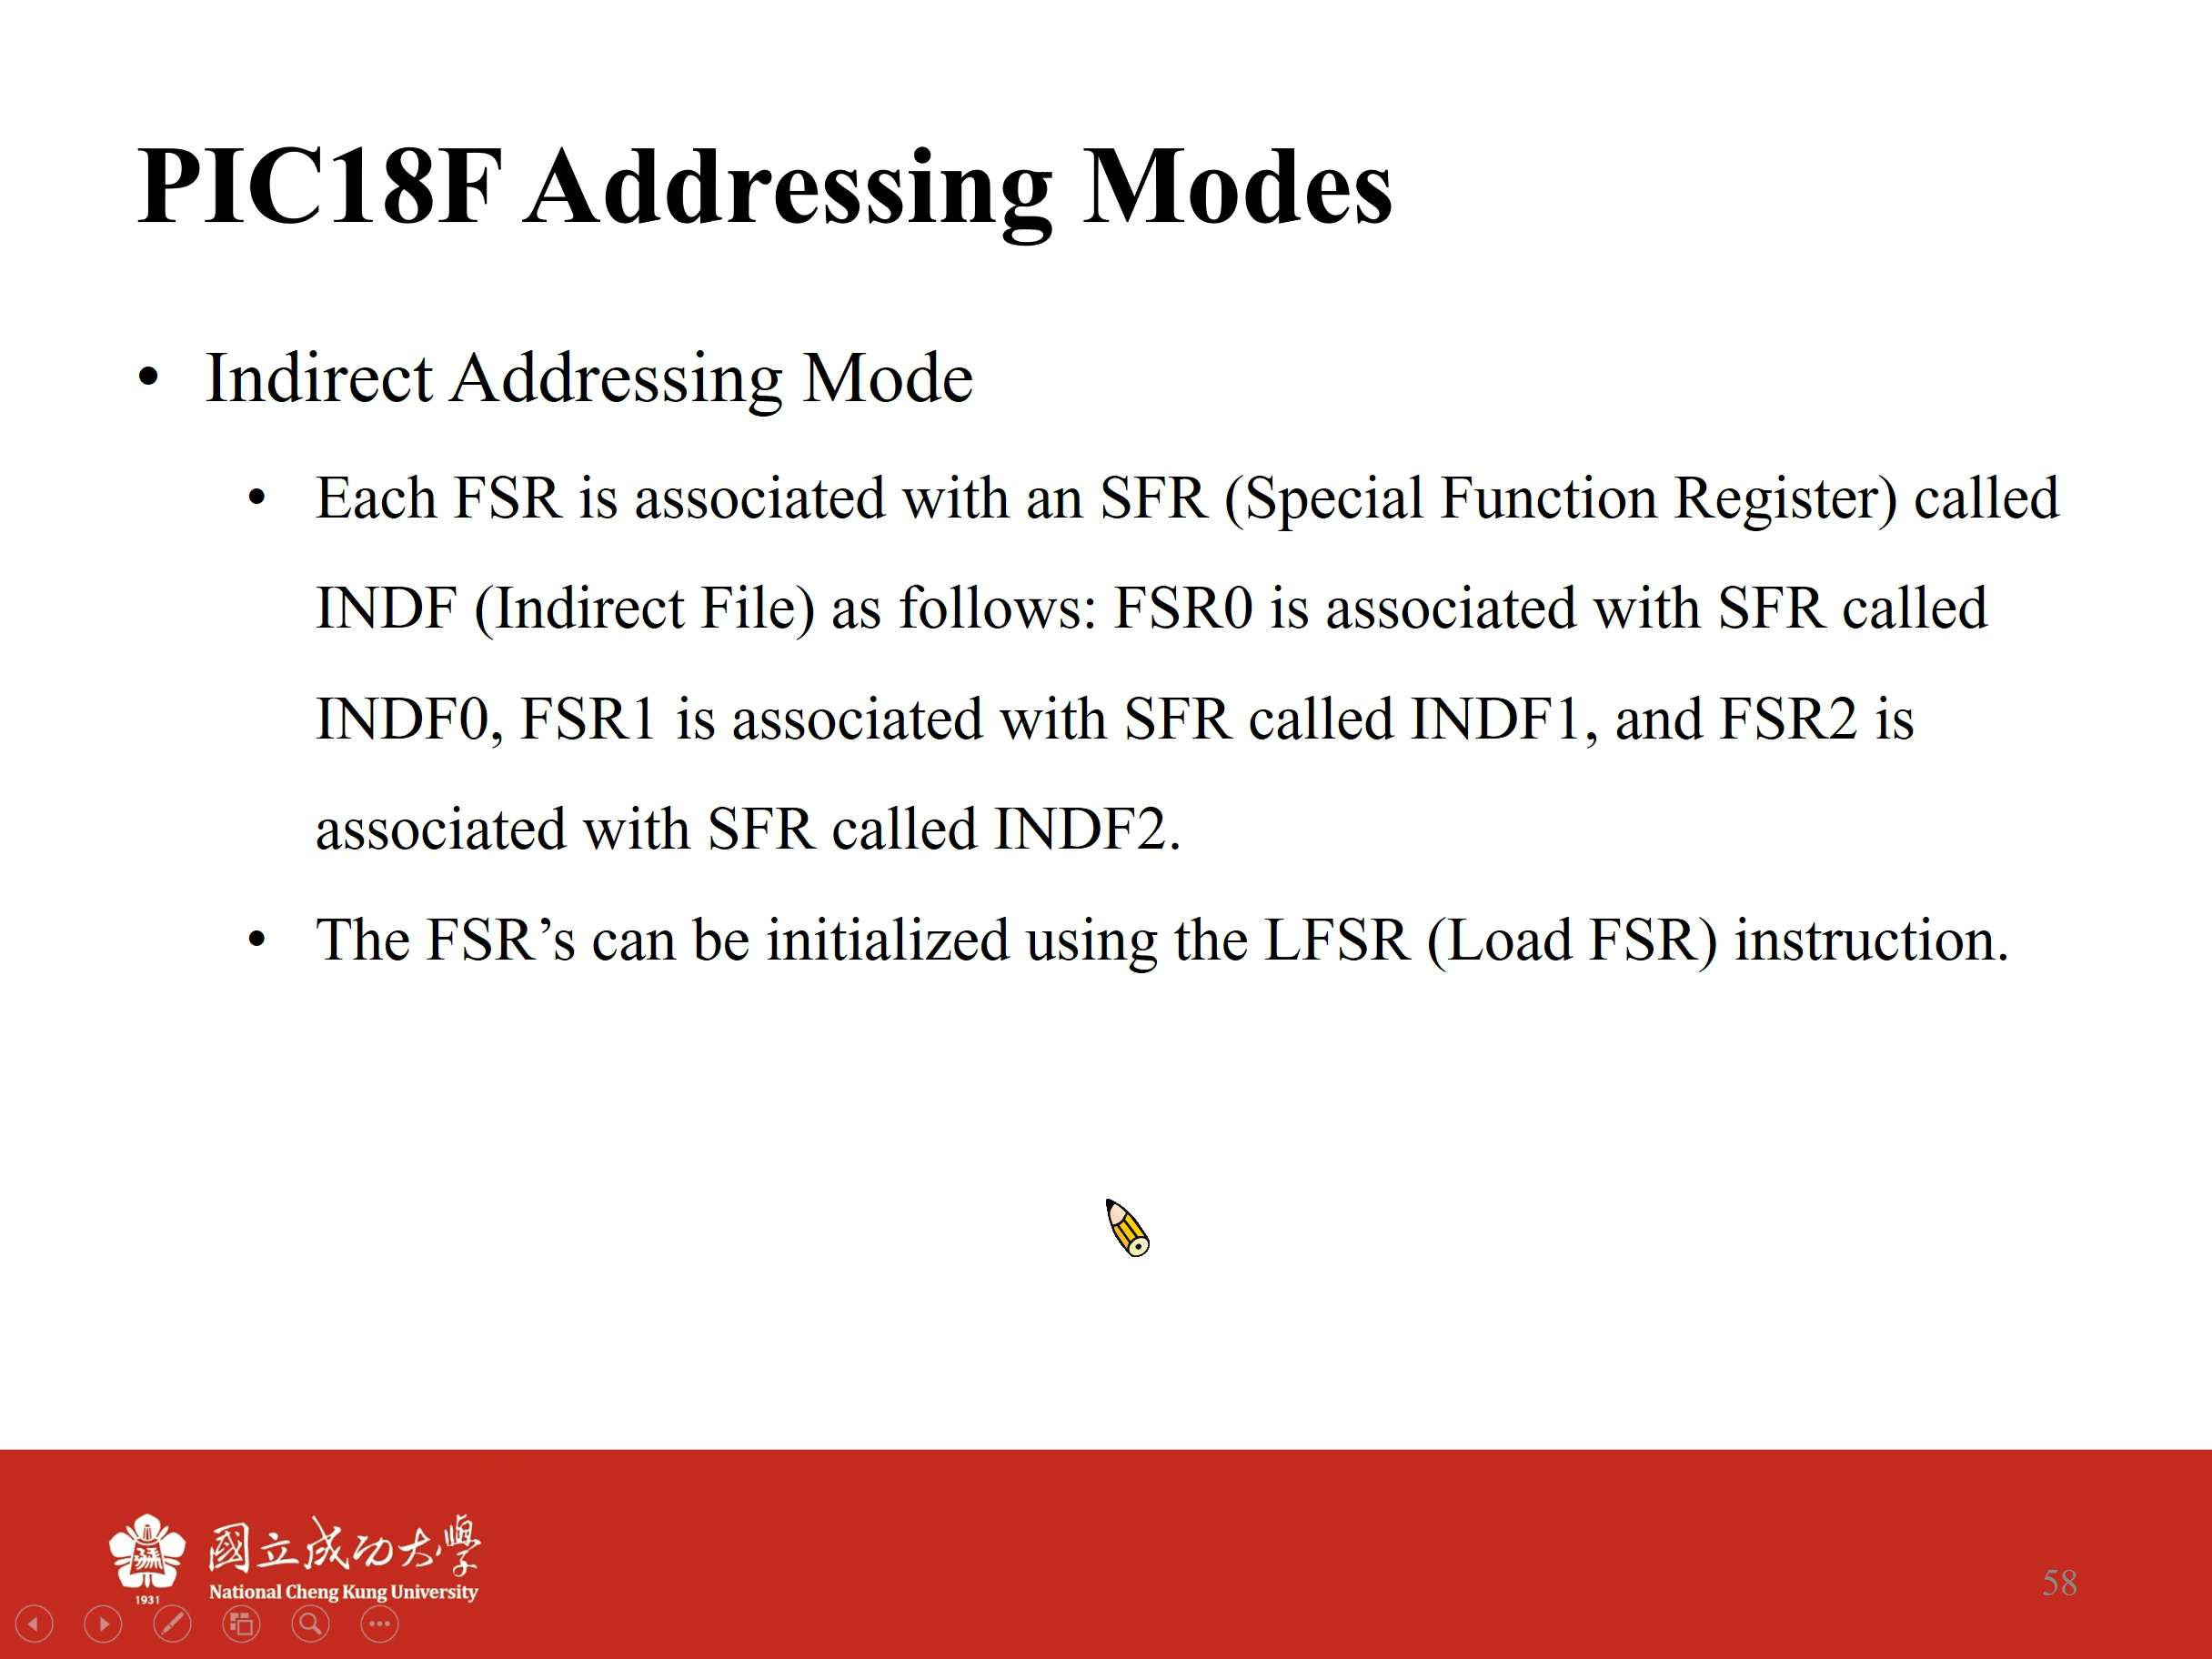 PIC18F Addressing Modes
• Indirect Addressing Mode
• Each FSR is associated with an SFR (Special Function Register) called
INDF (Indirect File) as follows: FSR0 is associated with SFR called
INDF0, FSR1 is associated with SFR called INDF1, and FSR2 is
associated with SFR called INDF2.
• The FSR’s can be initialized using the LFSR (Load FSR) instruction.
國立成功大學
National Cheng Kung University
1931
58